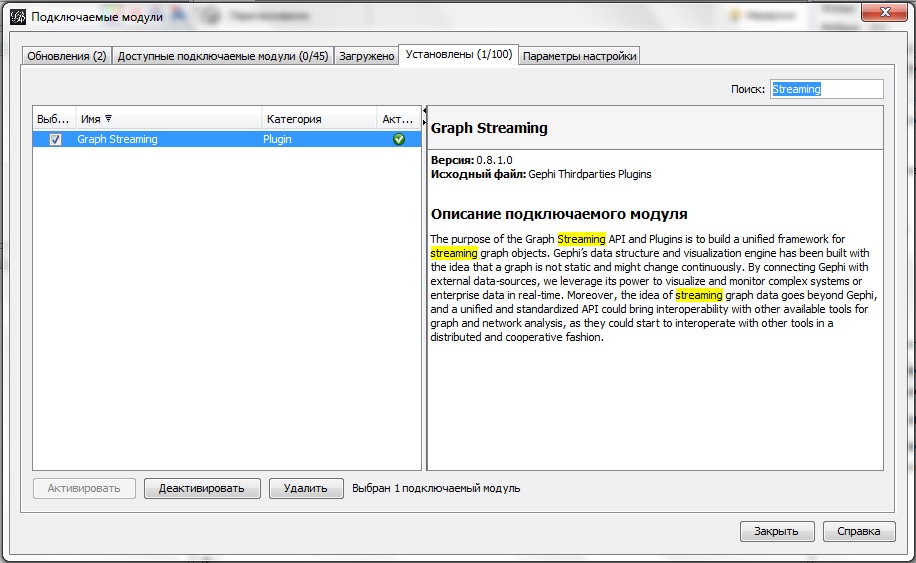 Подключаемые модули
Обновления (2) Доступные подключаемые модули (0/45) Загружено Установлены (1/100) Параметры настройки
Поиск: Streaming
Выб... Имя Категория Акт...
Graph Streaming Plugin
Graph Streaming
Версия: 0.8.1.0
Исходный файл: Gephi Thirdparties Plugins
Описание подключаемого модуля
The purpose of the Graph Streaming API and Plugins is to build a unified framework for
streaming graph objects. Gephi's data structure and visualization engine has been built with
the idea that a graph is not static and might change continuously. By connecting Gephi with
external data-sources, we leverage its power to visualize and monitor complex systems or
enterprise data in real-time. Moreover, the idea of streaming graph data goes beyond Gephi,
and a unified and standardized API could bring interoperability with other available tools for
graph and network analysis, as they could start to interoperate with other tools in a
distributed and cooperative fashion.
Активировать Деактивировать Удалить Выбран 1 подключаемый модуль
Закрыть Справка